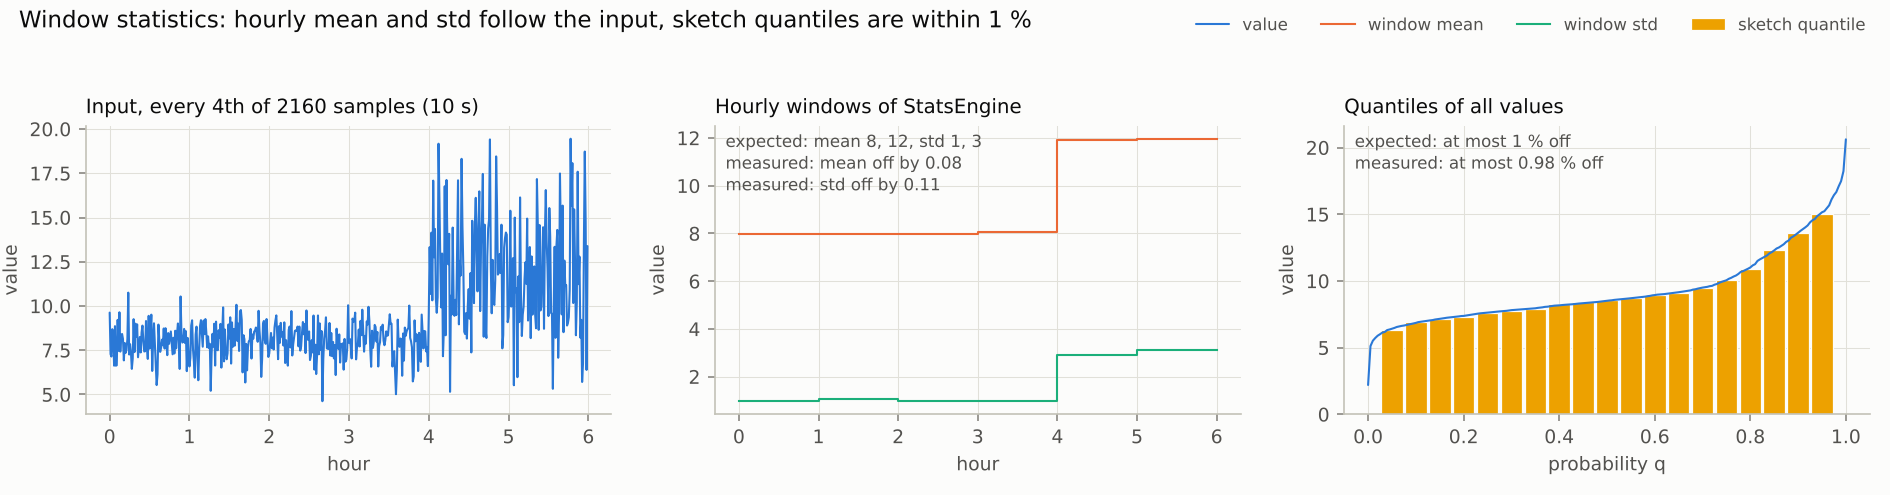 Window statistics: hourly mean and std follow the input, sketch quantiles are within 1 %
value
window mean
window std
sketch quantile
Input, every 4th of 2160 samples (10 s)
20.0
17.5
15.0
12.5
10.0
7.5
5.0
value
0 1 2 3 4 5 6
hour
Hourly windows of StatsEngine
expected: mean 8, 12, std 1, 3
measured: mean off by 0.08
measured: std off by 0.11
12
10
8
6
4
2
value
0 1 2 3 4 5 6
hour
Quantiles of all values
expected: at most 1 % off
measured: at most 0.98 % off
20
15
10
5
0
value
0.0 0.2 0.4 0.6 0.8 1.0
probability q